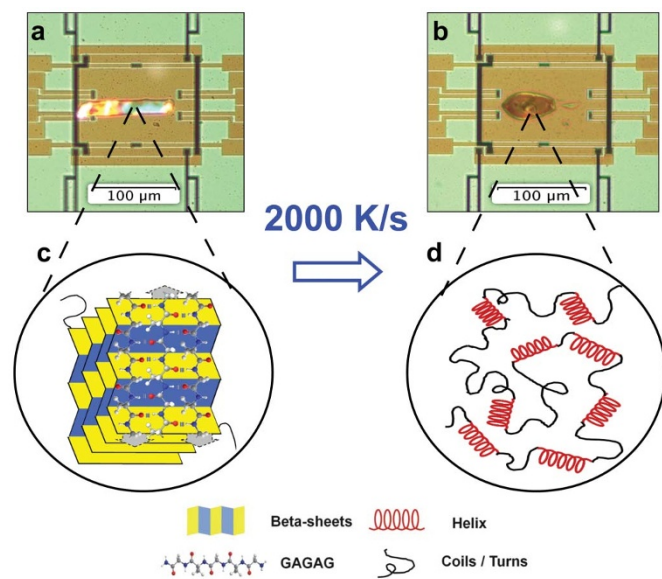 a
b
100 µm
100 µm
2000 K/s
c
d
Beta-sheets
Helix
GAGAG
Coils / Turns